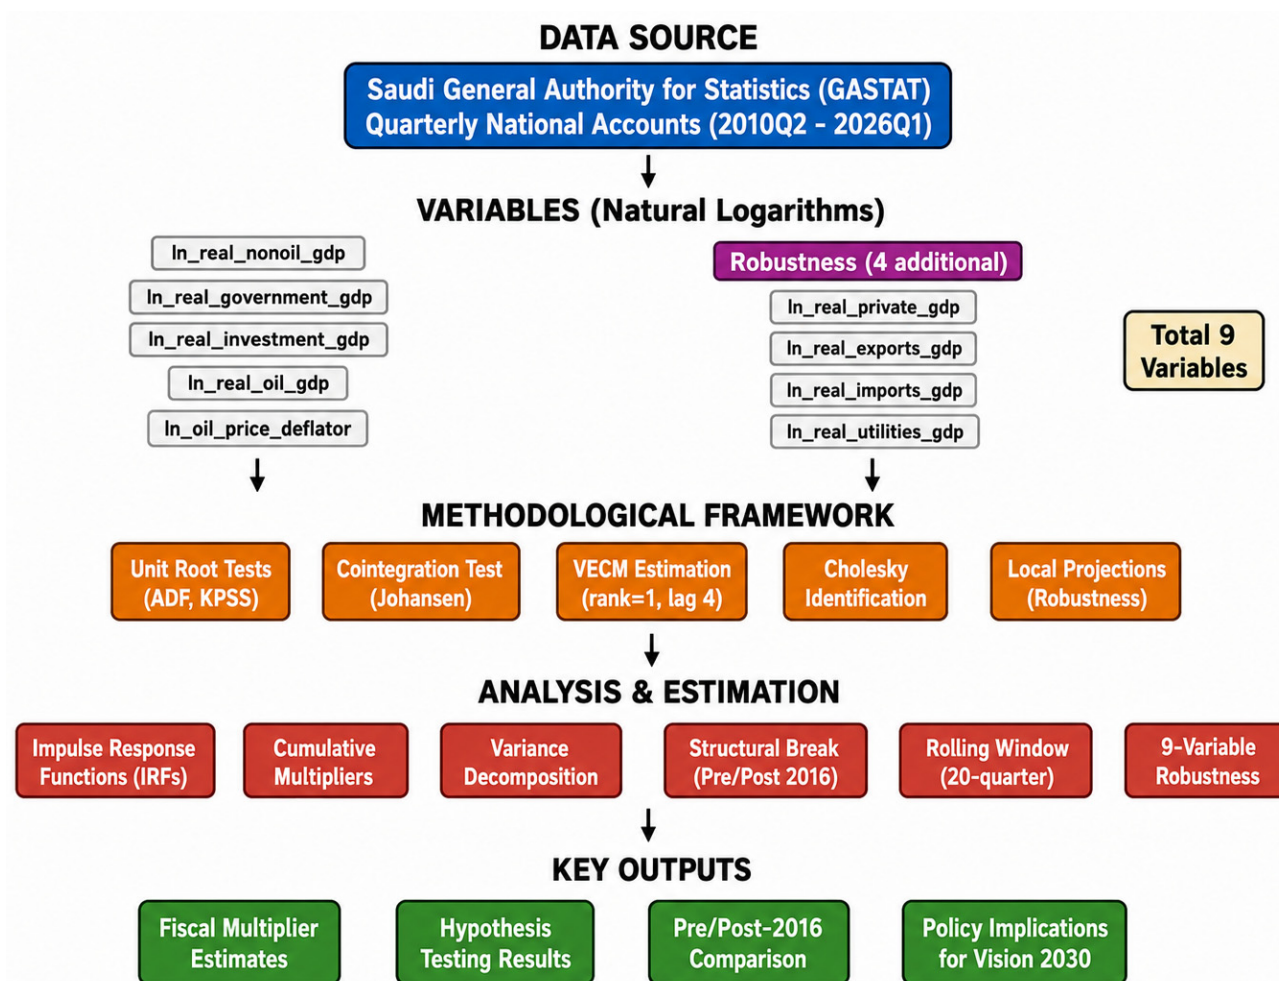 DATA SOURCE
Saudi General Authority for Statistics (GASTAT)
Quarterly National Accounts (2010Q2 - 2026Q1)
VARIABLES (Natural Logarithms)
ln_real_nonoil_gdp
ln_real_government_gdp
ln_real_investment_gdp
ln_real_oil_gdp
ln_oil_price_deflator
Robustness (4 additional)
ln_real_private_gdp
ln_real_exports_gdp
ln_real_imports_gdp
ln_real_utilities_gdp
Total 9
Variables
METHODOLOGICAL FRAMEWORK
Unit Root Tests
(ADF, KPSS)
Cointegration Test
(Johansen)
VECM Estimation
(rank=1, lag 4)
Cholesky
Identification
Local Projections
(Robustness)
ANALYSIS & ESTIMATION
Impulse Response
Functions (IRFs)
Cumulative
Multipliers
Variance
Decomposition
Structural Break
(Pre/Post 2016)
Rolling Window
(20-quarter)
9-Variable
Robustness
KEY OUTPUTS
Fiscal Multiplier
Estimates
Hypothesis
Testing Results
Pre/Post-2016
Comparison
Policy Implications
for Vision 2030